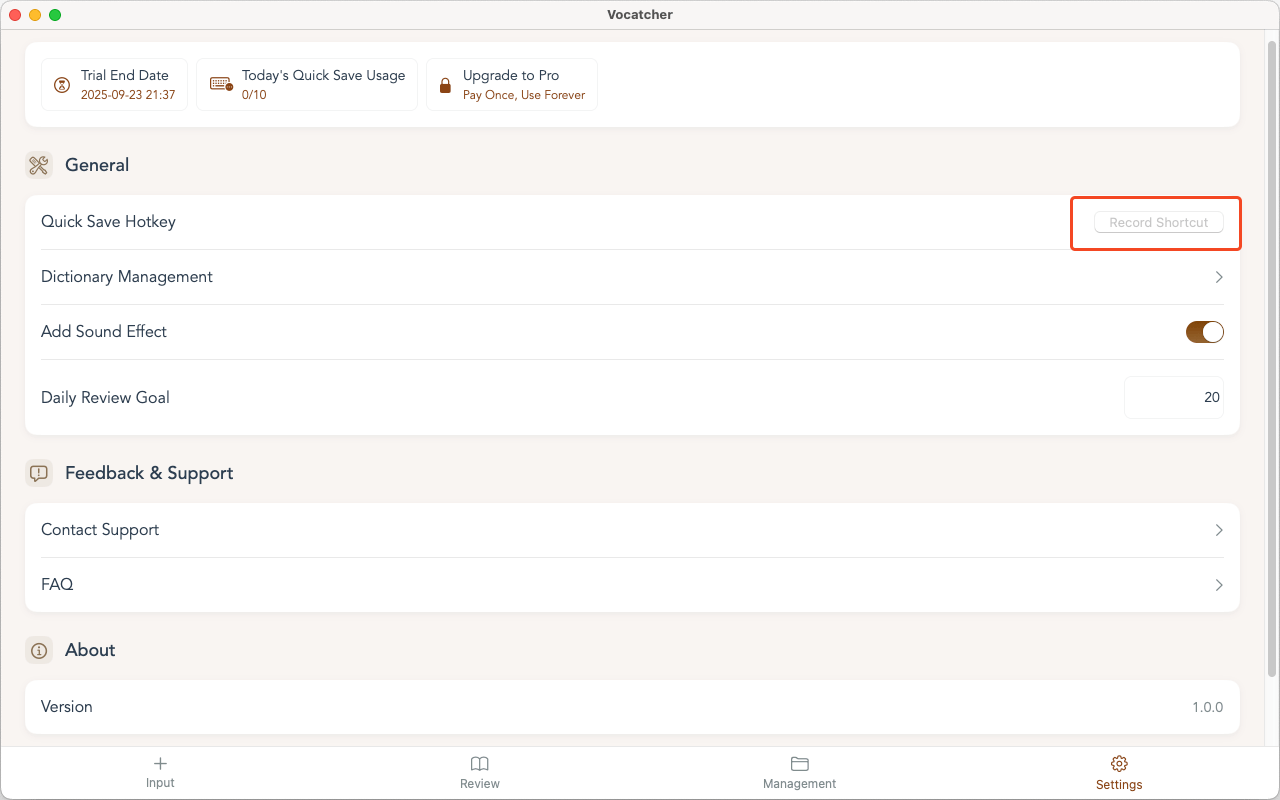 Vocatcher
Trial End Date
2025-09-23 21:37
Today's Quick Save Usage
0/10
Upgrade to Pro
Pay Once, Use Forever
General
Quick Save Hotkey
Record Shortcut
Dictionary Management
Add Sound Effect
Daily Review Goal
20
Feedback & Support
Contact Support
FAQ
About
Version
1.0.0
Input
Review
Management
Settings